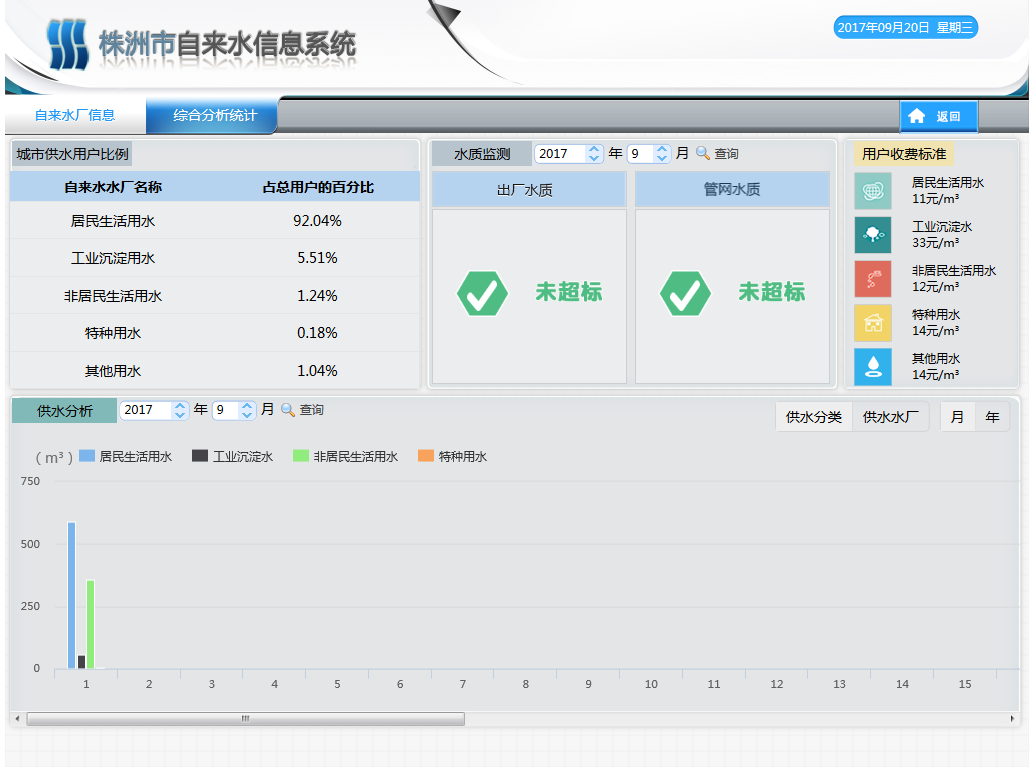 株洲市自来水信息系统
2017年09月20日 星期三
自来水厂信息
综合分析统计
返回
城市供水用户比例
自来水水厂名称 占总用户的百分比
居民生活用水 92.04%
工业沉淀用水 5.51%
非居民生活用水 1.24%
特种用水 0.18%
其他用水 1.04%
水质监测 2017 年 9 月 查询
出厂水质 管网水质
未超标 未超标
用户收费标准
居民生活用水
11元/m³
工业沉淀水
33元/m³
非居民生活用水
12元/m³
特种用水
14元/m³
其他用水
14元/m³
供水分析 2017 年 9 月 查询
供水分类 供水水厂 月 年
( m³ ) 居民生活用水 工业沉淀水 非居民生活用水 特种用水
750
500
250
0
1 2 3 4 5 6 7 8 9 10 11 12 13 14 15